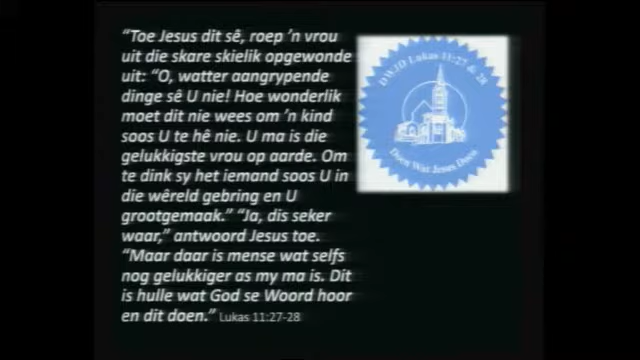 “Toe Jesus dit sê, roep ’n vrou
uit die skare skielik opgewonde
uit: “O, watter aangrypende
dinge sê U nie! Hoe wonderlik
moet dit nie wees om ’n kind
soos U te hê nie. U ma is die
gelukkigste vrou op aarde. Om
te dink sy het iemand soos U in
die wêreld gebring en U
grootgemaak.” “Ja, dis seker
waar,” antwoord Jesus toe.
“Maar daar is mense wat selfs
nog gelukkiger as my ma is. Dit
is hulle wat God se Woord hoor
en dit doen.” Lukas 11:27-28
DWJD Lukas 11:27 & 28
Doen Wat Jesus Doen